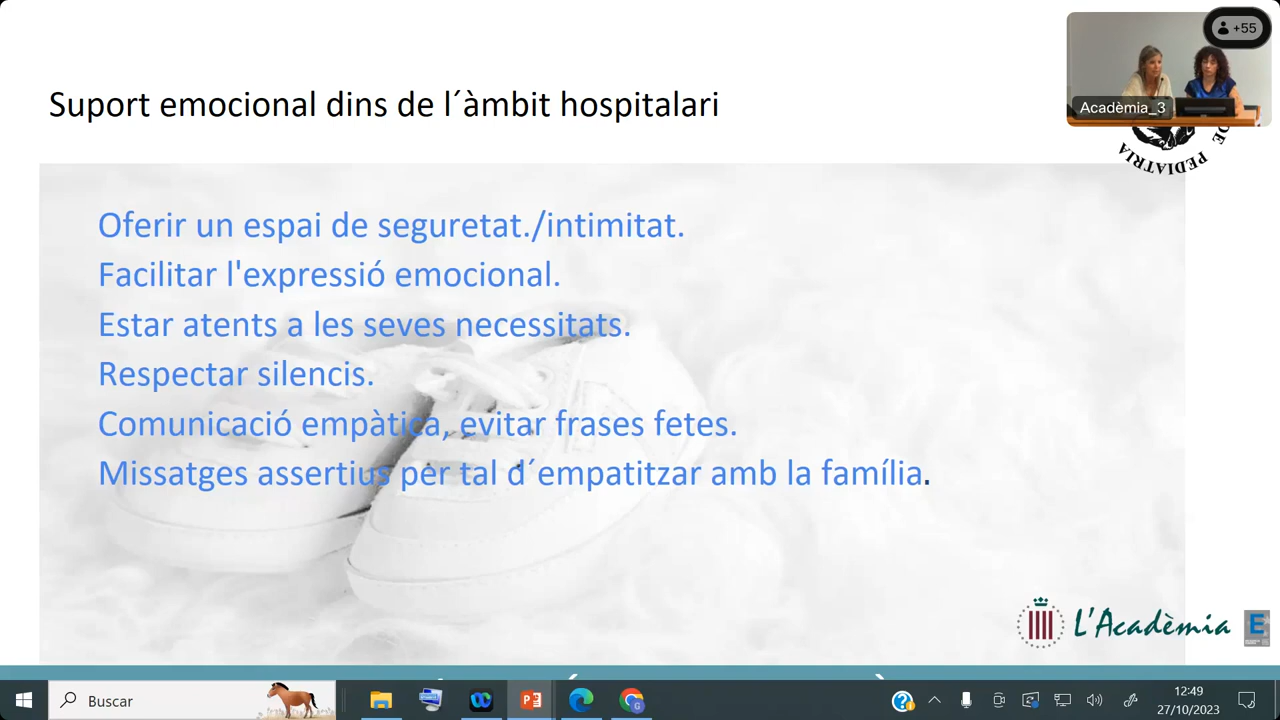 +55
Acadèmia_3
DE PEDIATRIA
Suport emocional dins de l´àmbit hospitalari
Oferir un espai de seguretat./intimitat.
Facilitar l'expressió emocional.
Estar atents a les seves necessitats.
Respectar silencis.
Comunicació empàtica, evitar frases fetes.
Missatges assertius per tal d´empatitzar amb la família.
L'Acadèmia
E
Buscar
12:49
27/10/2023